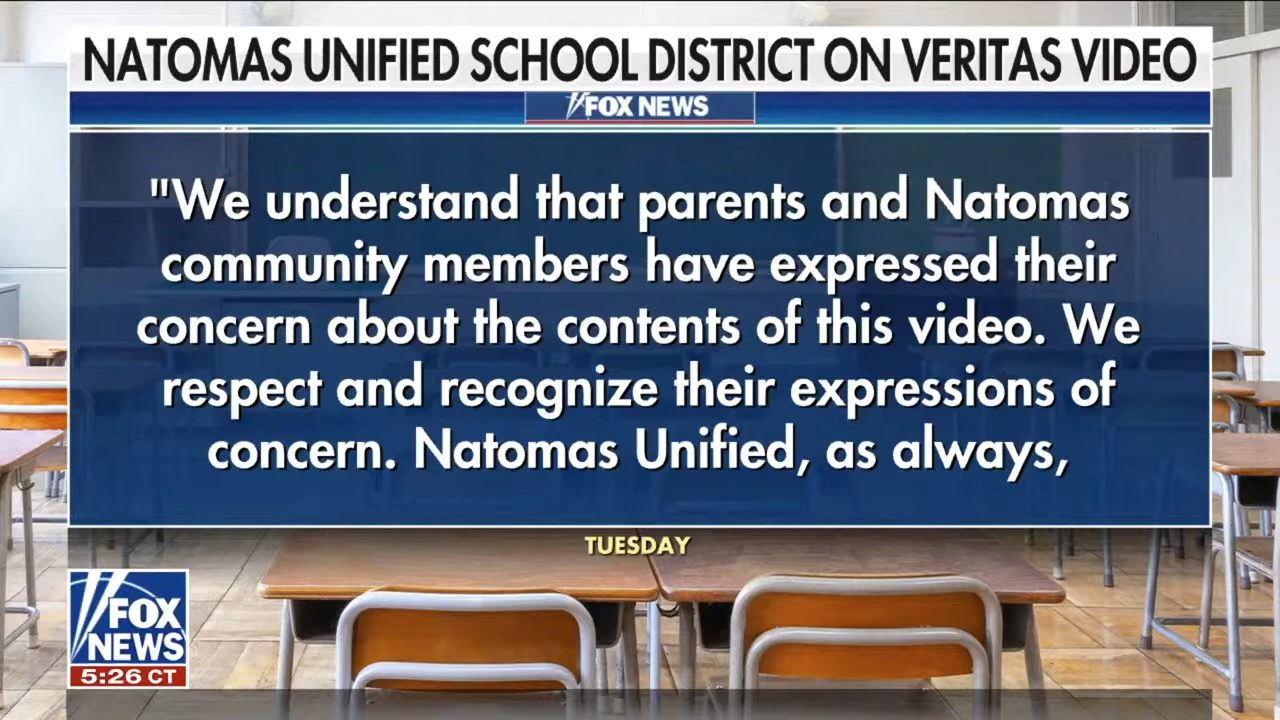 NATOMAS UNIFIED SCHOOL DISTRICT ON VERITAS VIDEO
FOX NEWS
"We understand that parents and Natomas
community members have expressed their
concern about the contents of this video. We
respect and recognize their expressions of
concern. Natomas Unified, as always,
TUESDAY
FOX
NEWS
5:26 CT